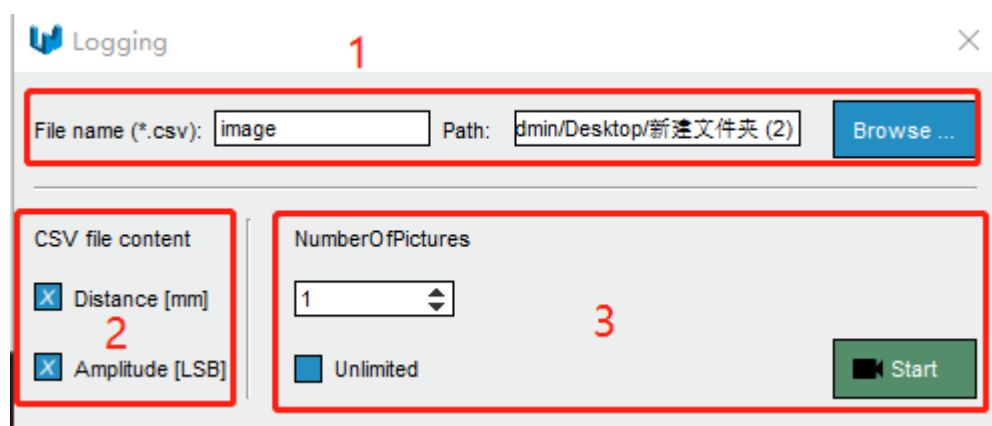 Logging
1
File name (*.csv): image Path: dmin/Desktop/新建文件夹 (2) Browse ...
CSV file content
NumberOfPictures
Distance [mm]
1
2
3
Amplitude [LSB]
Unlimited
Start